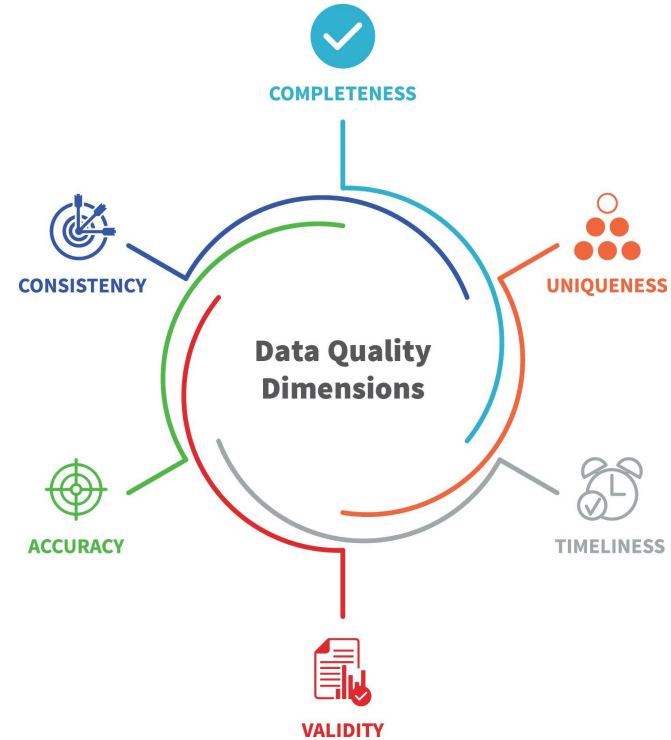 COMPLETENESS
CONSISTENCY
UNIQUENESS
Data Quality
Dimensions
ACCURACY
TIMELINESS
VALIDITY